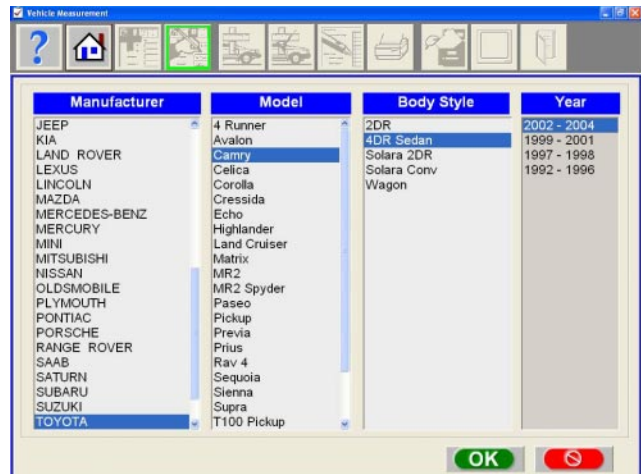 Vehicle Measurement
?
Manufacturer
JEEP
KIA
LAND ROVER
LEXUS
LINCOLN
MAZDA
MERCEDES-BENZ
MERCURY
MINI
MITSUBISHI
NISSAN
OLDSMOBILE
PLYMOUTH
PONTIAC
PORSCHE
RANGE ROVER
SAAB
SATURN
SUBARU
SUZUKI
TOYOTA
Model
4 Runner
Avalon
Camry
Celica
Corolla
Cressida
Echo
Highlander
Land Cruiser
Matrix
MR2
MR2 Spyder
Paseo
Pickup
Previa
Prius
Rav 4
Sequoia
Sienna
Supra
T100 Pickup
Body Style
2DR
4DR Sedan
Solara 2DR
Solara Conv
Wagon
Year
2002 - 2004
1999 - 2001
1997 - 1998
1992 - 1996
OK